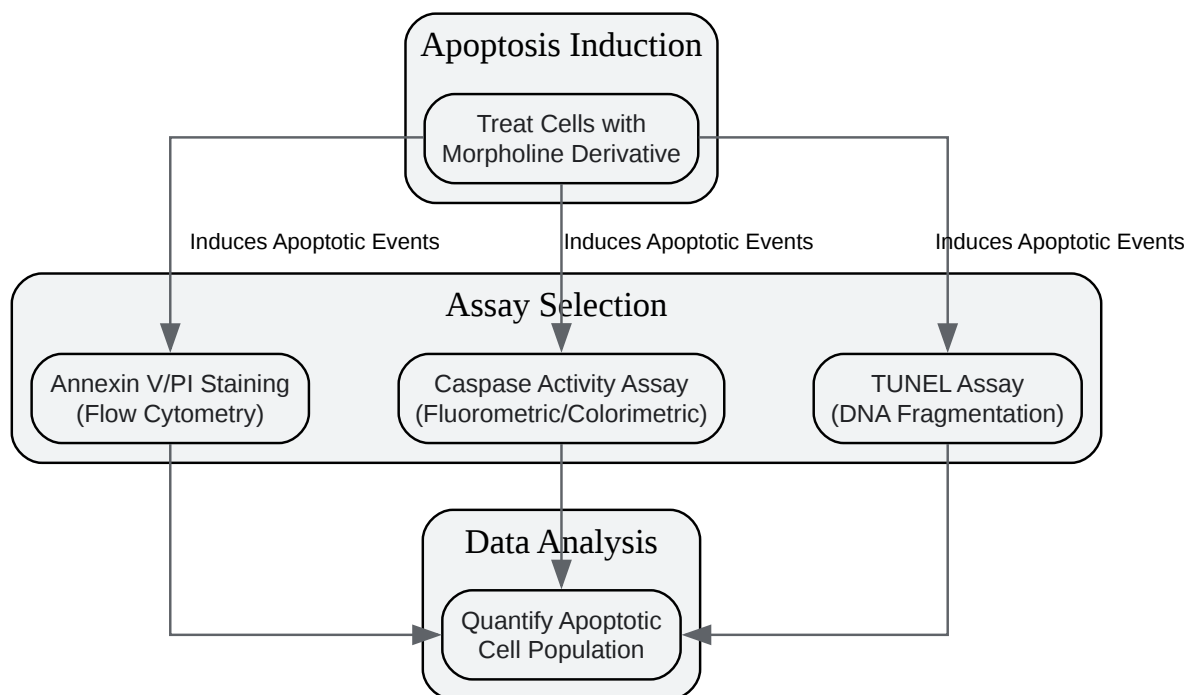 Apoptosis Induction
Treat Cells with
Morpholine Derivative
Induces Apoptotic Events
Induces Apoptotic Events
Induces Apoptotic Events
Assay Selection
Annexin V/PI Staining
(Flow Cytometry)
Caspase Activity Assay
(Fluorometric/Colorimetric)
TUNEL Assay
(DNA Fragmentation)
Data Analysis
Quantify Apoptotic
Cell Population